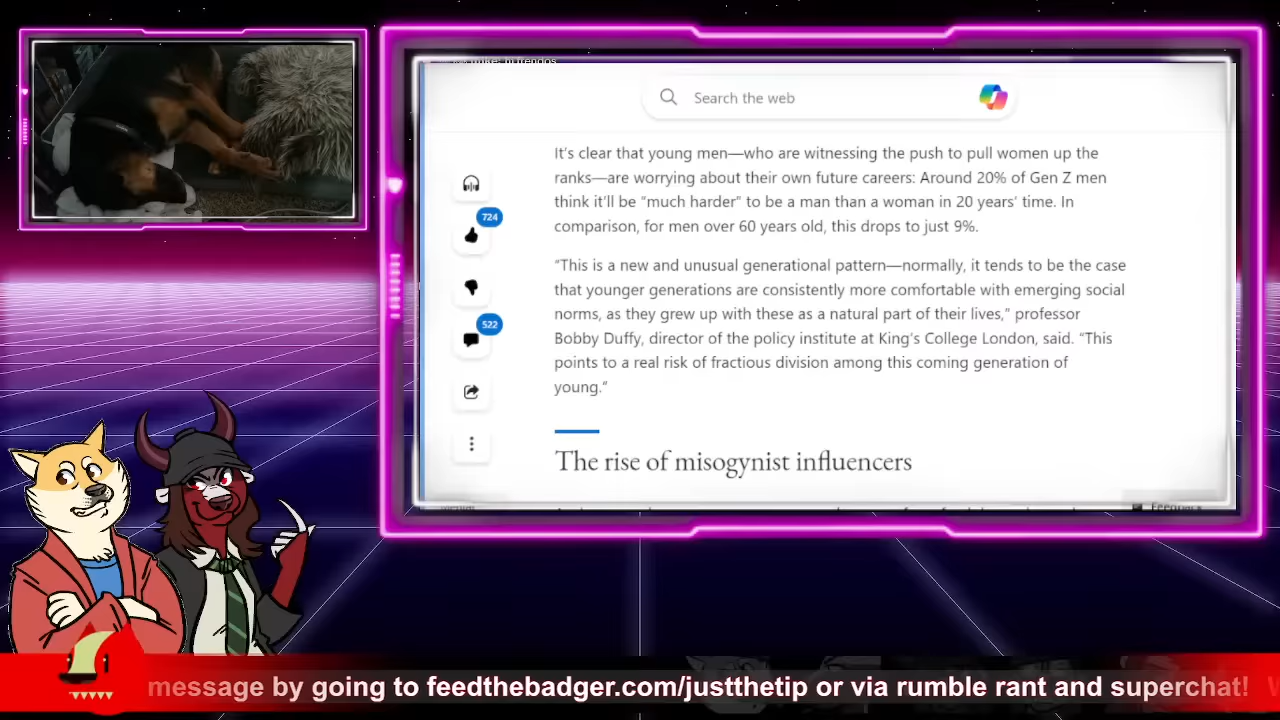 Search the web
It’s clear that young men—who are witnessing the push to pull women up the
ranks—are worrying about their own future careers: Around 20% of Gen Z men
think it’ll be "much harder" to be a man than a woman in 20 years’ time. In
comparison, for men over 60 years old, this drops to just 9%.
724
“This is a new and unusual generational pattern—normally, it tends to be the case
that younger generations are consistently more comfortable with emerging social
norms, as they grew up with these as a natural part of their lives,” professor
Bobby Duffy, director of the policy institute at King’s College London, said. “This
points to a real risk of fractious division among this coming generation of
young.”
522
The rise of misogynist influencers
Feedback
message by going to feedthebadger.com/justthetip or via rumble rant and superchat!